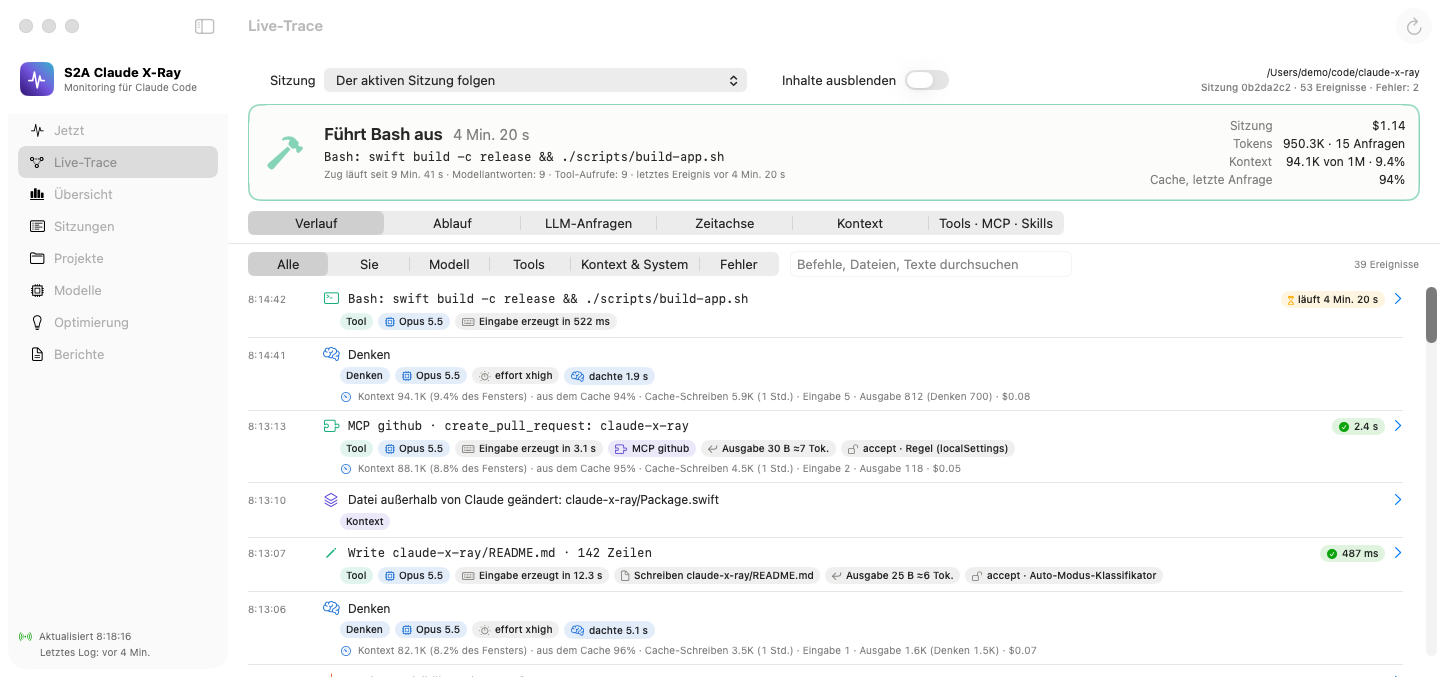 Live-Trace
S2A Claude X-Ray
Monitoring für Claude Code
Jetzt
Live-Trace
Übersicht
Sitzungen
Projekte
Modelle
Optimierung
Berichte
Aktualisiert 8:18:16
Letztes Log: vor 4 Min.
Sitzung
Der aktiven Sitzung folgen
Inhalte ausblenden
/Users/demo/code/claude-x-ray
Sitzung 0b2da2c2 · 53 Ereignisse · Fehler: 2
Führt Bash aus 4 Min. 20 s
Bash: swift build -c release && ./scripts/build-app.sh
Zug läuft seit 9 Min. 41 s · Modellantworten: 9 · Tool-Aufrufe: 9 · letztes Ereignis vor 4 Min. 20 s
Sitzung $1.14
Tokens 950.3K · 15 Anfragen
Kontext 94.1K von 1M · 9.4%
Cache, letzte Anfrage 94%
Verlauf Ablauf LLM-Anfragen Zeitachse Kontext Tools · MCP · Skills
Alle Sie Modell Tools Kontext & System Fehler Befehle, Dateien, Texte durchsuchen 39 Ereignisse
8:14:42 Bash: swift build -c release && ./scripts/build-app.sh läuft 4 Min. 20 s
Tool Opus 5.5 Eingabe erzeugt in 522 ms
8:14:41 Denken
Denken Opus 5.5 effort xhigh dachte 1.9 s
Kontext 94.1K (9.4% des Fensters) · aus dem Cache 94% · Cache-Schreiben 5.9K (1 Std.) · Eingabe 5 · Ausgabe 812 (Denken 700) · $0.08
8:13:13 MCP github · create_pull_request: claude-x-ray 2.4 s
Tool Opus 5.5 Eingabe erzeugt in 3.1 s MCP github Ausgabe 30 B ≈7 Tok. accept · Regel (localSettings)
Kontext 88.1K (8.8% des Fensters) · aus dem Cache 95% · Cache-Schreiben 4.5K (1 Std.) · Eingabe 2 · Ausgabe 118 · $0.05
8:13:10 Datei außerhalb von Claude geändert: claude-x-ray/Package.swift
Kontext
8:13:07 Write claude-x-ray/README.md · 142 Zeilen 487 ms
Tool Opus 5.5 Eingabe erzeugt in 12.3 s Schreiben claude-x-ray/README.md Ausgabe 25 B ≈6 Tok. accept · Auto-Modus-Klassifikator
8:13:06 Denken
Denken Opus 5.5 effort xhigh dachte 5.1 s
Kontext 82.1K (8.2% des Fensters) · aus dem Cache 96% · Cache-Schreiben 3.5K (1 Std.) · Eingabe 1 · Ausgabe 1.6K (Denken 1.5K) · $0.07